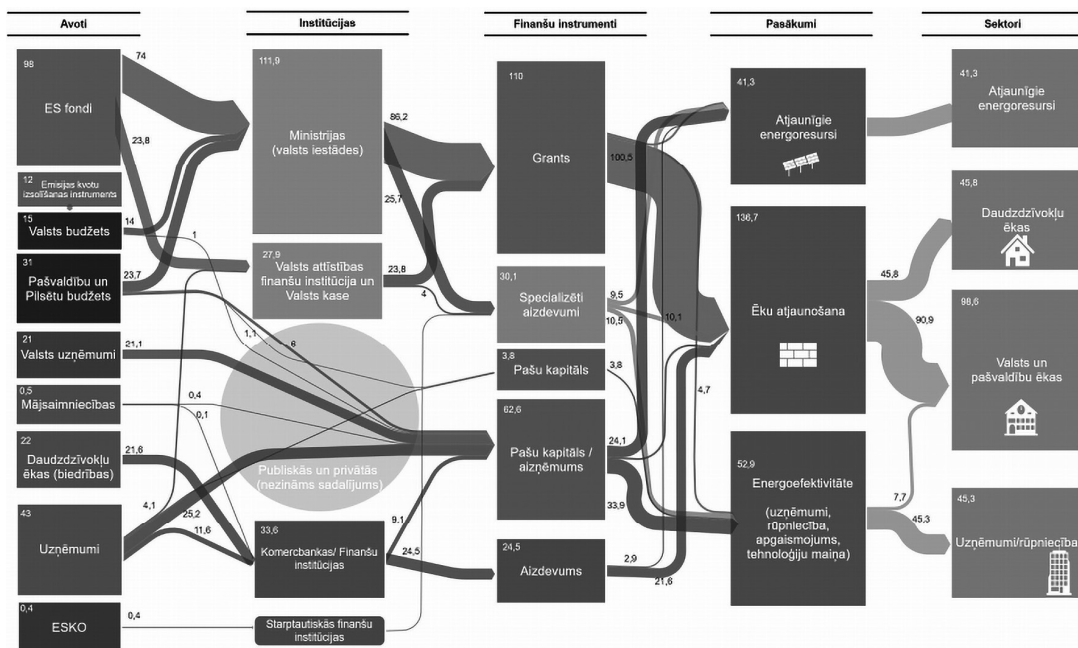 Avoti
Institūcijas
Finanšu instrumenti
Pasākumi
Sektori
98
ES fondi
12
Emisijas kvotu
izsolīšanas instruments
15
Valsts budžets
31
Pašvaldību un
Pilsētu budžets
21
Valsts uzņēmumi
0,5
Mājsaimniecības
22
Daudzdzīvokļu
ēkas (biedrības)
43
Uzņēmumi
0,4
ESKO
74
23,8
14
1
23,7
21,1
1,1
6
0,4
0,1
21,6
4,1
25,2
11,6
0,4
111,9
Ministrijas
(valsts iestādes)
27,9
Valsts attīstības
finanšu institūcija un
Valsts kase
Publiskās un privātās
(nezināms sadalījums)
33,6
Komercbankas/ Finanšu
institūcijas
Starptautiskās finanšu
institūcijas
86,2
25,7
23,8
4
9,1
24,5
110
Grants
30,1
Specializēti
aizdevumi
3,8
Pašu kapitāls
62,6
Pašu kapitāls /
aizņēmums
24,5
Aizdevums
100,5
9,5
10,5
10,1
3,8
4,7
24,1
33,9
2,9
21,6
41,3
Atjaunīgie
energoresursi
136,7
Ēku atjaunošana
52,9
Energoefektivitāte
(uzņēmumi,
rūpniecība,
apgaismojums,
tehnoloģiju maiņa)
45,8
90,9
7,7
45,3
41,3
Atjaunīgie
energoresursi
45,8
Daudzdzīvokļu
ēkas
98,6
Valsts un
pašvaldību ēkas
45,3
Uzņēmumi/rūpniecība